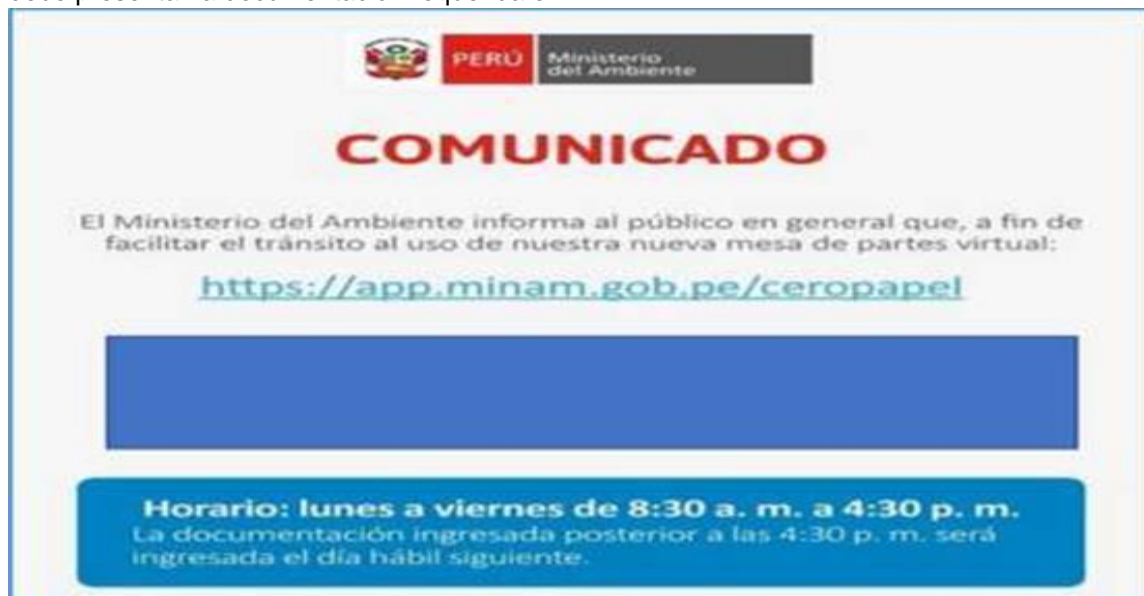 PERÚ
Ministerio
del Ambiente
COMUNICADO
El Ministerio del Ambiente informa al público en general que, a fin de
facilitar el tránsito al uso de nuestra nueva mesa de partes virtual:
https://app.minam.gob.pe/ceropapel
Horario: lunes a viernes de 8:30 a. m. a 4:30 p. m.
La documentación ingresada posterior a las 4:30 p. m. será
ingresada el día hábil siguiente.